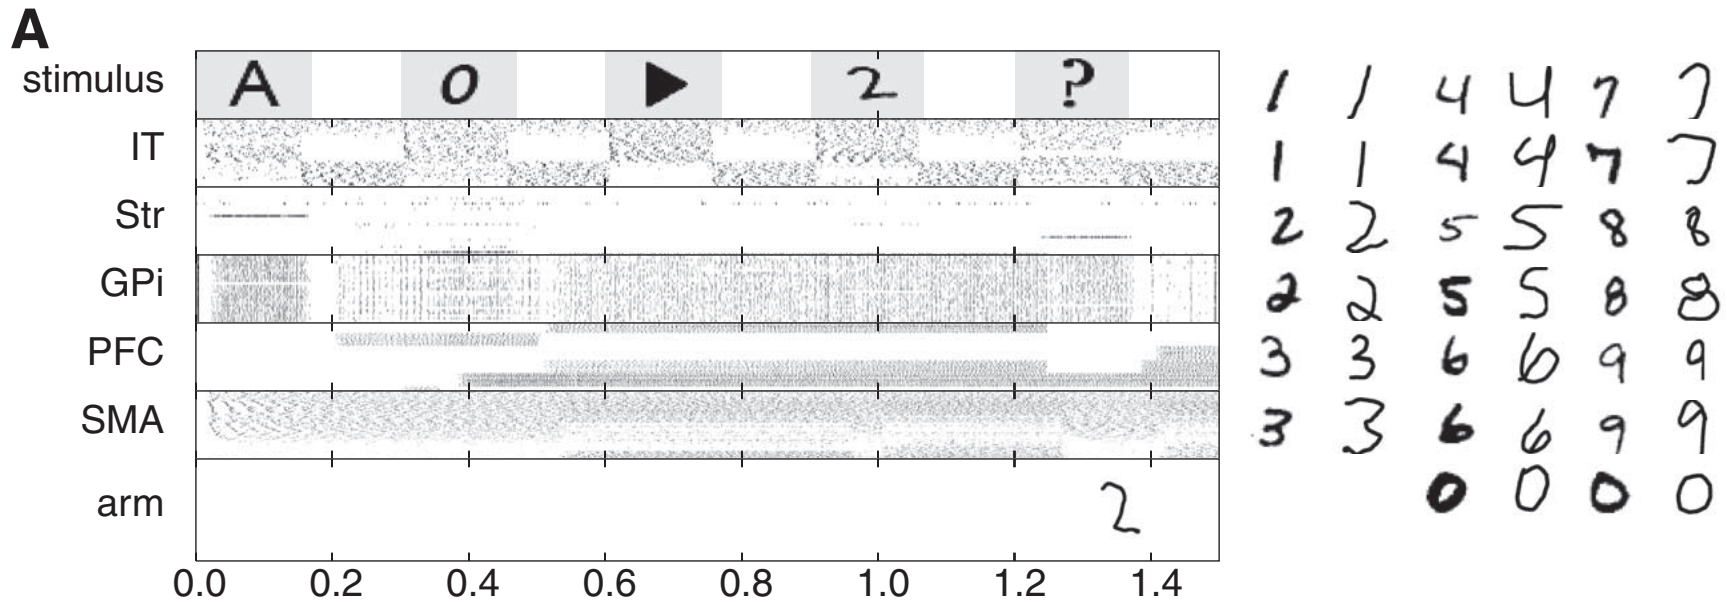 A
stimulus A 0 ▶ 2 ?
IT
Str
GPi
PFC
SMA
arm 2
0.0 0.2 0.4 0.6 0.8 1.0 1.2 1.4
1 1 4 4 7 7
1 1 4 4 7 7
2 2 5 5 8 8
2 2 5 5 8 8
3 3 6 6 9 9
3 3 6 6 9 9
0 0 0 0